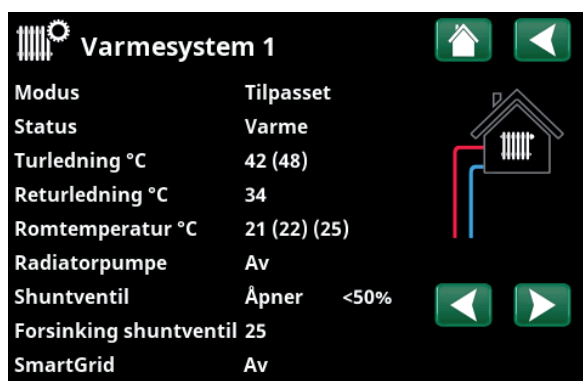 Varmesystem 1
Modus Tilpasset
Status Varme
Turledning °C 42 (48)
Returledning °C 34
Romtemperatur °C 21 (22) (25)
Radiatorpumpe Av
Shuntventil Åpner <50%
Forsinking shuntventil 25
SmartGrid Av